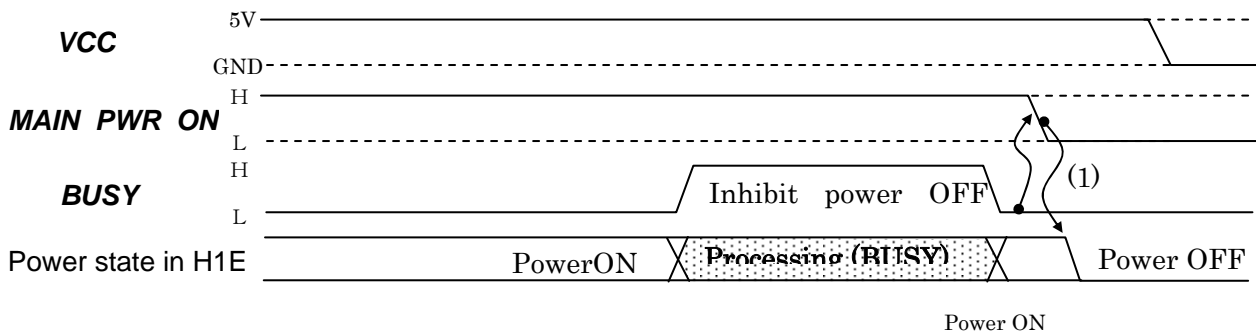 5V
VCC
GND
H
MAIN PWR ON
L
H
BUSY
Inhibit power OFF
L
(1)
Power state in H1E
PowerON
Processing (BUSY)
Power OFF
Power ON